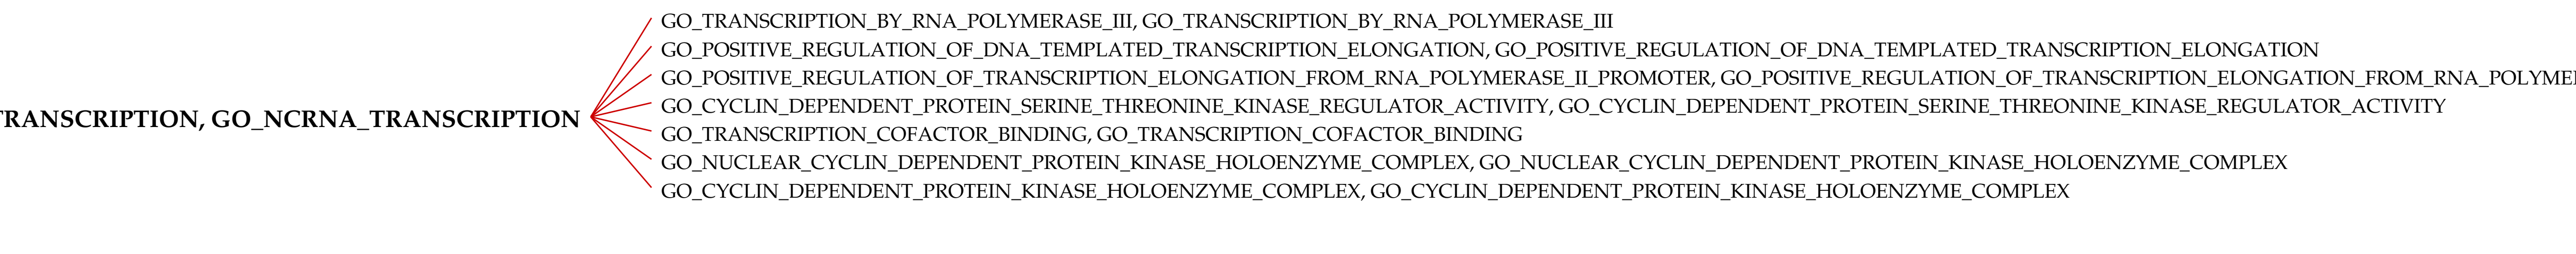 GO_TRANSCRIPTION_BY_RNA_POLYMERASE_III, GO_TRANSCRIPTION_BY_RNA_POLYMERASE_III
GO_POSITIVE_REGULATION_OF_DNA_TEMPLATED_TRANSCRIPTION_ELONGATION, GO_POSITIVE_REGULATION_OF_DNA_TEMPLATED_TRANSCRIPTION_ELONGATION
GO_POSITIVE_REGULATION_OF_TRANSCRIPTION_ELONGATION_FROM_RNA_POLYMERASE_II_PROMOTER, GO_POSITIVE_REGULATION_OF_TRANSCRIPTION_ELONGATION_FROM_RNA_POLYME
GO_CYCLIN_DEPENDENT_PROTEIN_SERINE_THREONINE_KINASE_REGULATOR_ACTIVITY, GO_CYCLIN_DEPENDENT_PROTEIN_SERINE_THREONINE_KINASE_REGULATOR_ACTIVITY
TRANSCRIPTION, GO_NCRNA_TRANSCRIPTION
GO_TRANSCRIPTION_COFACTOR_BINDING, GO_TRANSCRIPTION_COFACTOR_BINDING
GO_NUCLEAR_CYCLIN_DEPENDENT_PROTEIN_KINASE_HOLOENZYME_COMPLEX, GO_NUCLEAR_CYCLIN_DEPENDENT_PROTEIN_KINASE_HOLOENZYME_COMPLEX
GO_CYCLIN_DEPENDENT_PROTEIN_KINASE_HOLOENZYME_COMPLEX, GO_CYCLIN_DEPENDENT_PROTEIN_KINASE_HOLOENZYME_COMPLEX